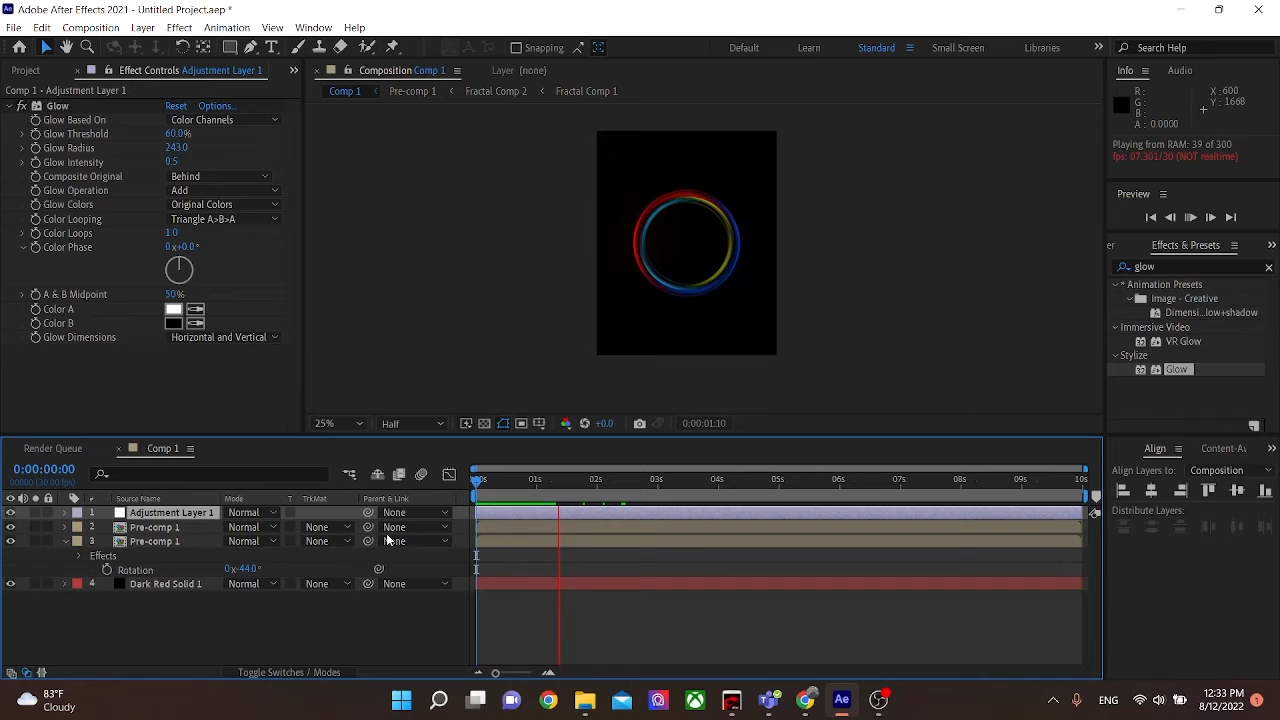 Adobe After Effects 2021 - Untitled Project.aep *
File Edit Composition Layer Effect Animation View Window Help
Snapping Default Learn Standard Small Screen Libraries Search Help
Project Effect Controls Adjustment Layer 1
Comp 1 - Adjustment Layer 1
fx Glow Reset Options...
Glow Based On Color Channels
Glow Threshold 60.0%
Glow Radius 243.0
Glow Intensity 0.5
Composite Original Behind
Glow Operation Add
Glow Colors Original Colors
Color Looping Triangle A>B>A
Color Loops 1.0
Color Phase 0x+0.0°
A & B Midpoint 50%
Color A
Color B
Glow Dimensions Horizontal and Vertical
Composition Comp 1 Layer (none)
Comp 1 Pre-comp 1 Fractal Comp 2 Fractal Comp 1
25% Half +0.0 0:00:01:10
Info Audio
R: X: 600
G: Y: 1668
B:
A: 0.0000
Playing from RAM: 39 of 300
fps: 07.301/30 (NOT realtime)
Preview
er Effects & Presets
glow
* Animation Presets
Image - Creative
Dimensi...low+shadow
Immersive Video
VR Glow
Stylize
Glow
Align Content-Av
Align Layers to: Composition
Distribute Layers:
Render Queue Comp 1
0:00:00:00
00000 (30.00 fps)
0s 01s 02s 03s 04s 05s 06s 07s 08s 09s 10s
# Source Name Mode T TrkMat Parent & Link
1 Adjustment Layer 1 Normal None
2 Pre-comp 1 Normal None None
3 Pre-comp 1 Normal None None
Effects
Rotation 0x-44.0°
4 Dark Red Solid 1 Normal None None
Toggle Switches / Modes
83°F
Cloudy
ENG
12:33 PM
8/12/2022
1